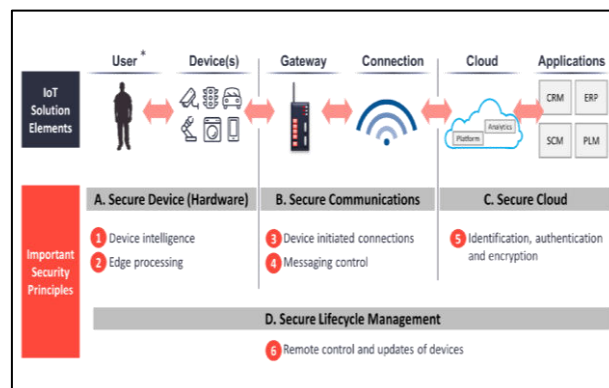 User *
Device(s)
Gateway
Connection
Cloud
Applications
IoT
Solution
Elements
Platform
Analytics
CRM
ERP
SCM
PLM
Important
Security
Principles
A. Secure Device (Hardware)
1 Device intelligence
2 Edge processing
B. Secure Communications
3 Device initiated connections
4 Messaging control
C. Secure Cloud
5 Identification, authentication
and encryption
D. Secure Lifecycle Management
6 Remote control and updates of devices